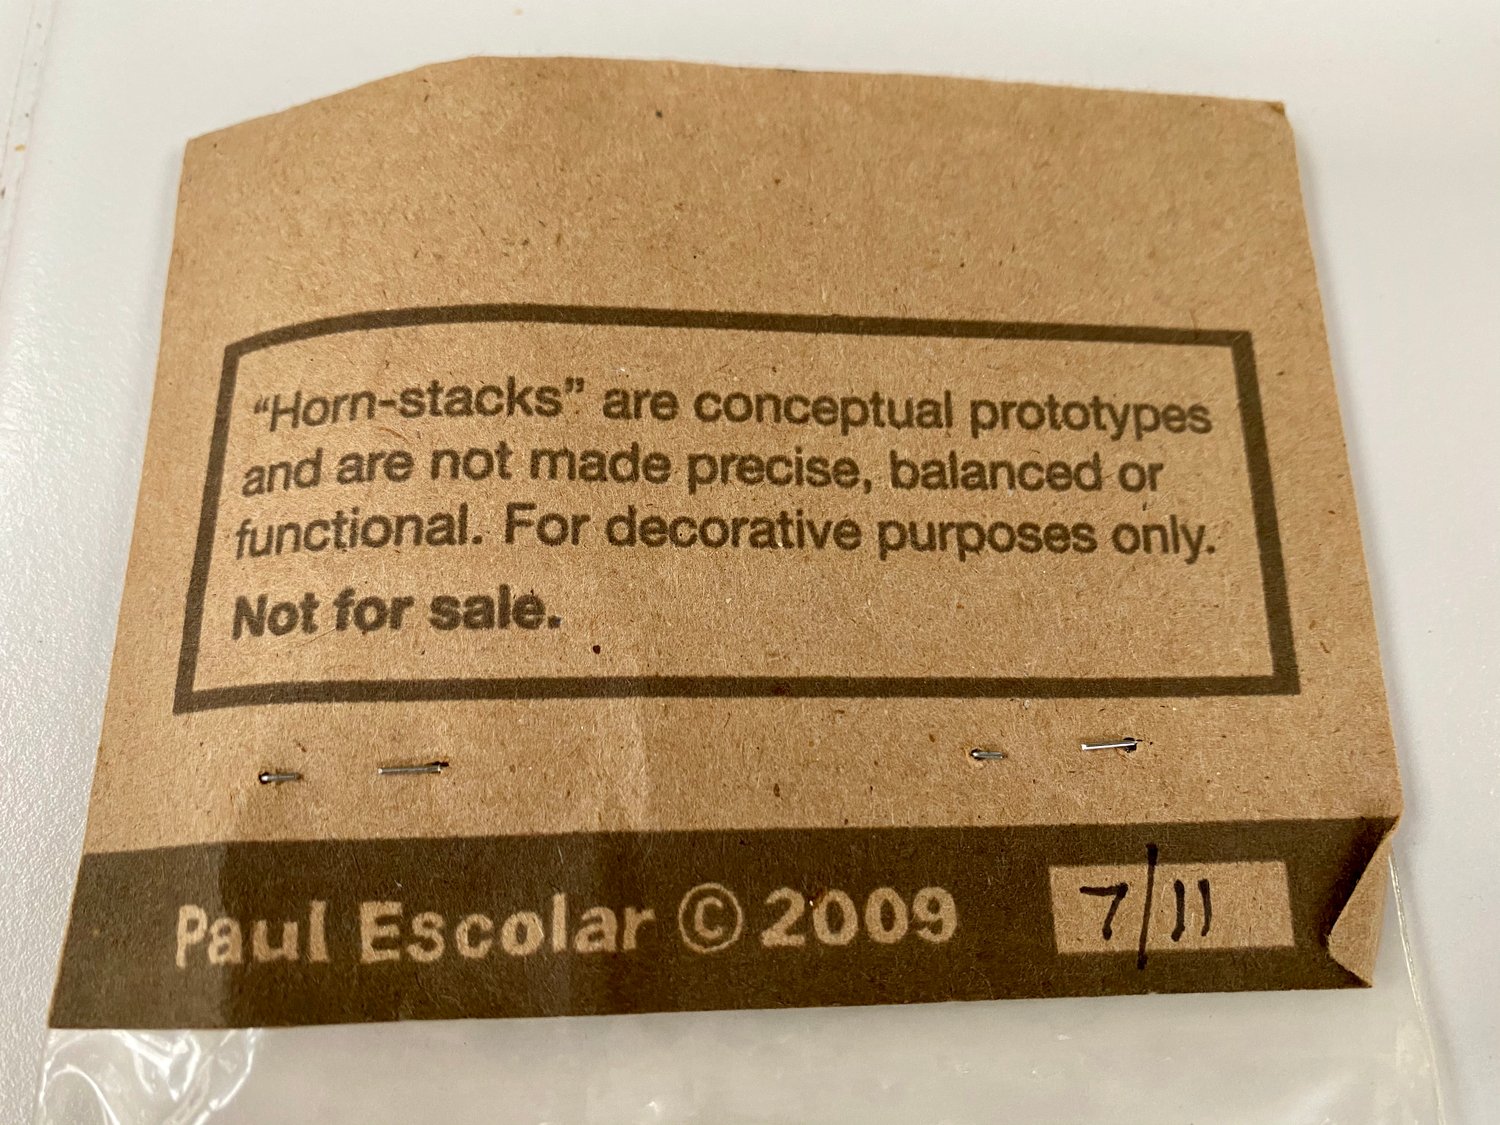 “Horn-stacks” are conceptual prototypes
and are not made precise, balanced or
functional. For decorative purposes only.
Not for sale.
Paul Escolar © 2009 7/11